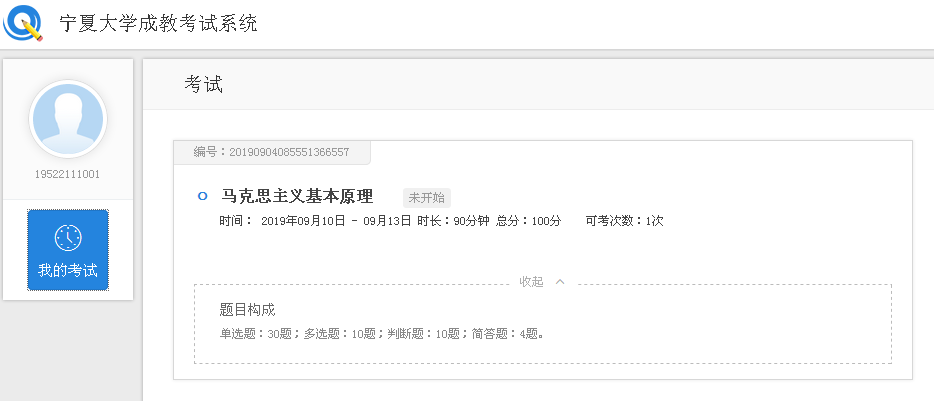 宁夏大学成教考试系统
19522111001
我的考试
考试
编号：20190904085551366557
马克思主义基本原理 未开始
时间： 2019年09月10日 - 09月13日 时长：90分钟 总分：100分 可考次数：1次
收起
题目构成
单选题：30题；多选题：10题；判断题：10题；简答题：4题。